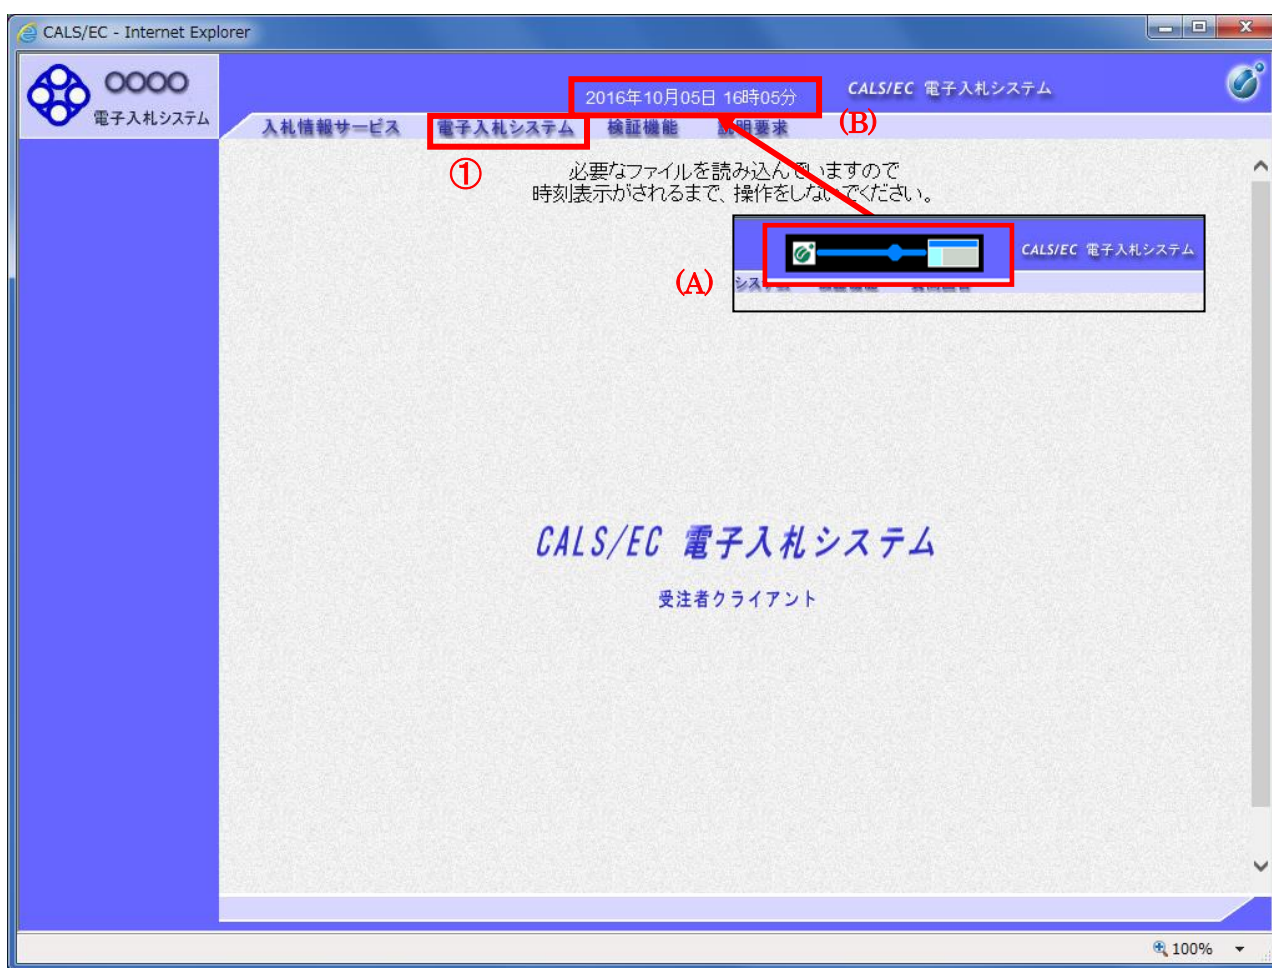 CALS/EC - Internet Explorer
○○○○
電子入札システム
2016年10月05日 16時05分
CALS/EC 電子入札システム
入札情報サービス 電子入札システム 検証機能 説明要求
(B)
①
必要なファイルを読み込んでいますので
時刻表示がされるまで、操作をしないでください。
CALS/EC 電子入札システム
(A)
システム
CALS/EC 電子入札システム
受注者クライアント
100%